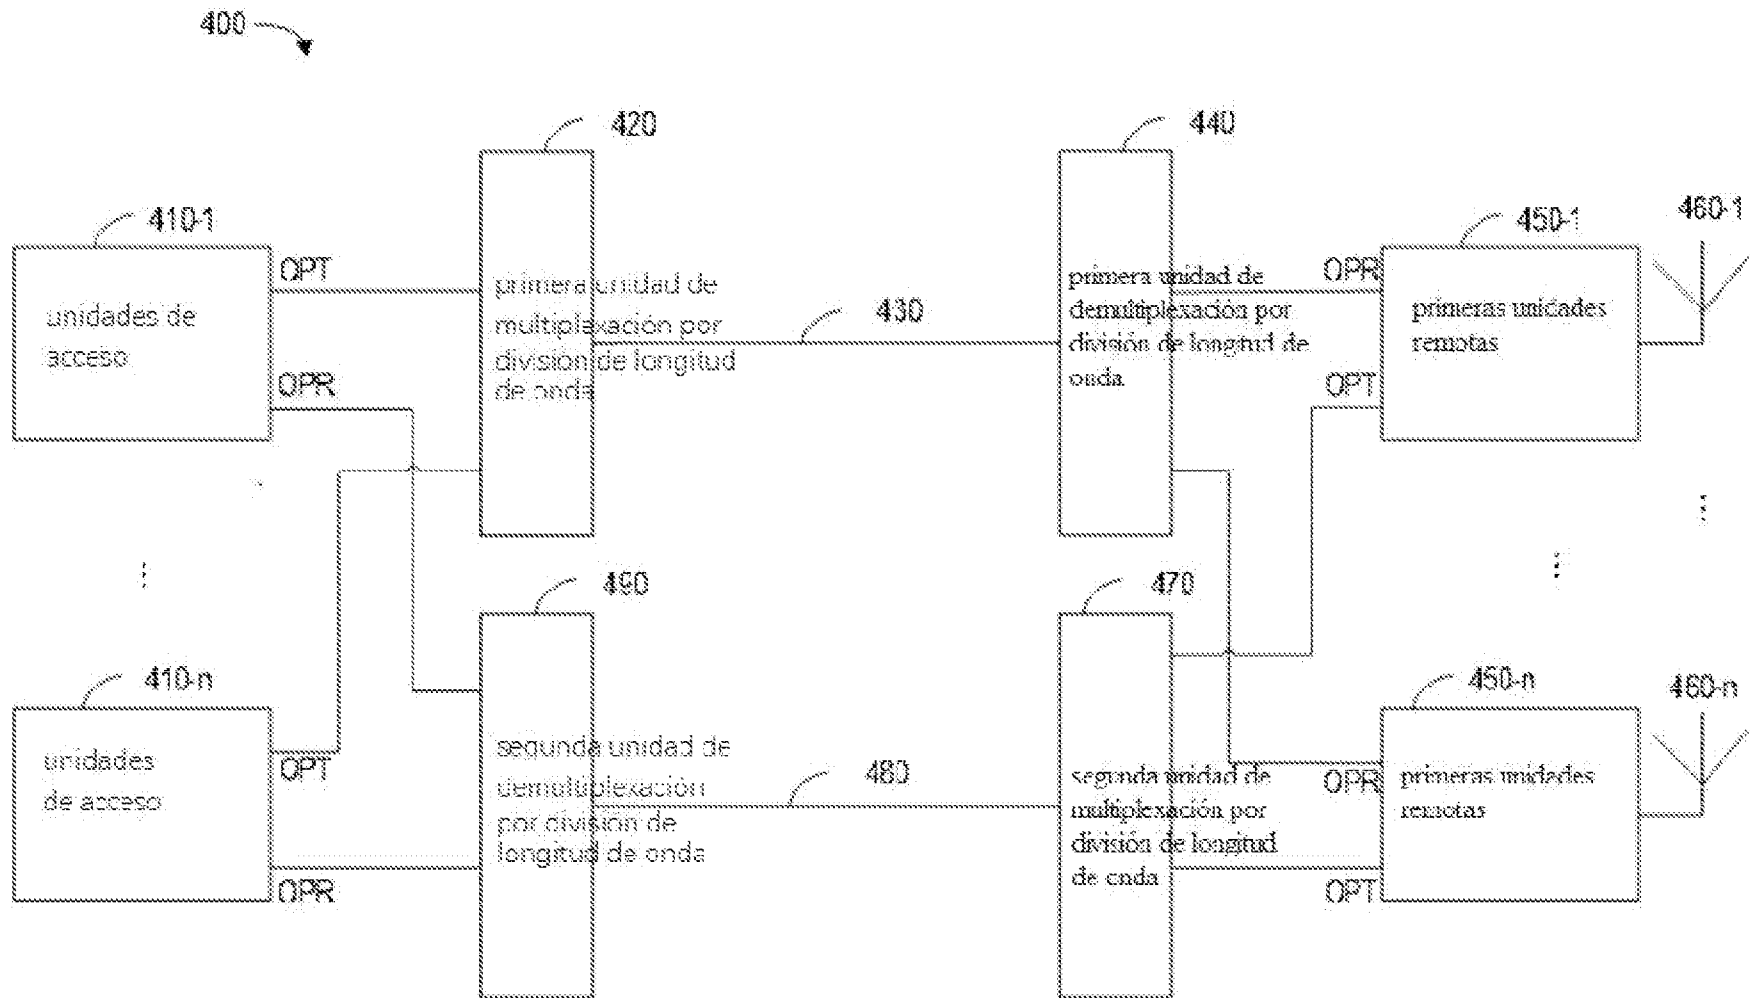 400
420
440
410-1
450-1
460-1
OPT
OPR
unidades de
acceso
primera unidad de
multiplexación por
división de longitud
de onda
430
primera unidad de
demultiplexación por
división de longitud de
onda
primeras unidades
remotas
OPR
OPT
490
470
410-n
450-n
460-n
unidades
de acceso
OPT
OPR
segunda unidad de
demultiplexación
por división de
longitud de onda
480
segunda unidad de
multiplexación por
división de longitud
de onda
OPR
OPT
primeras unidades
remotas